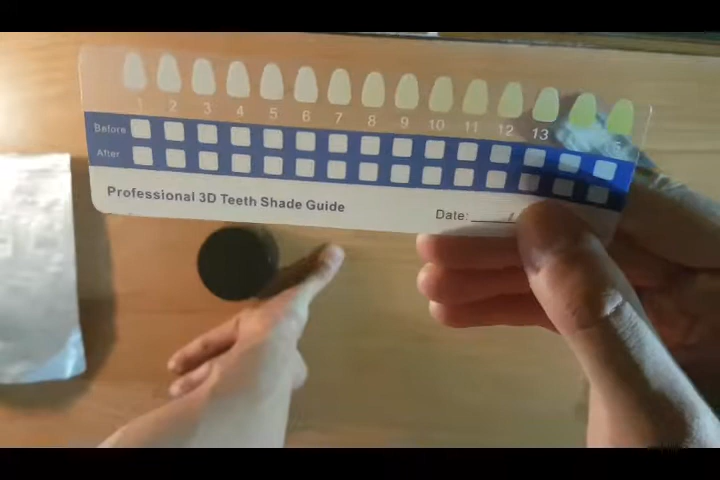 1 2 3 4 5 6 7 8 9 10 11 12 13
Before
After
Professional 3D Teeth Shade Guide
Date: